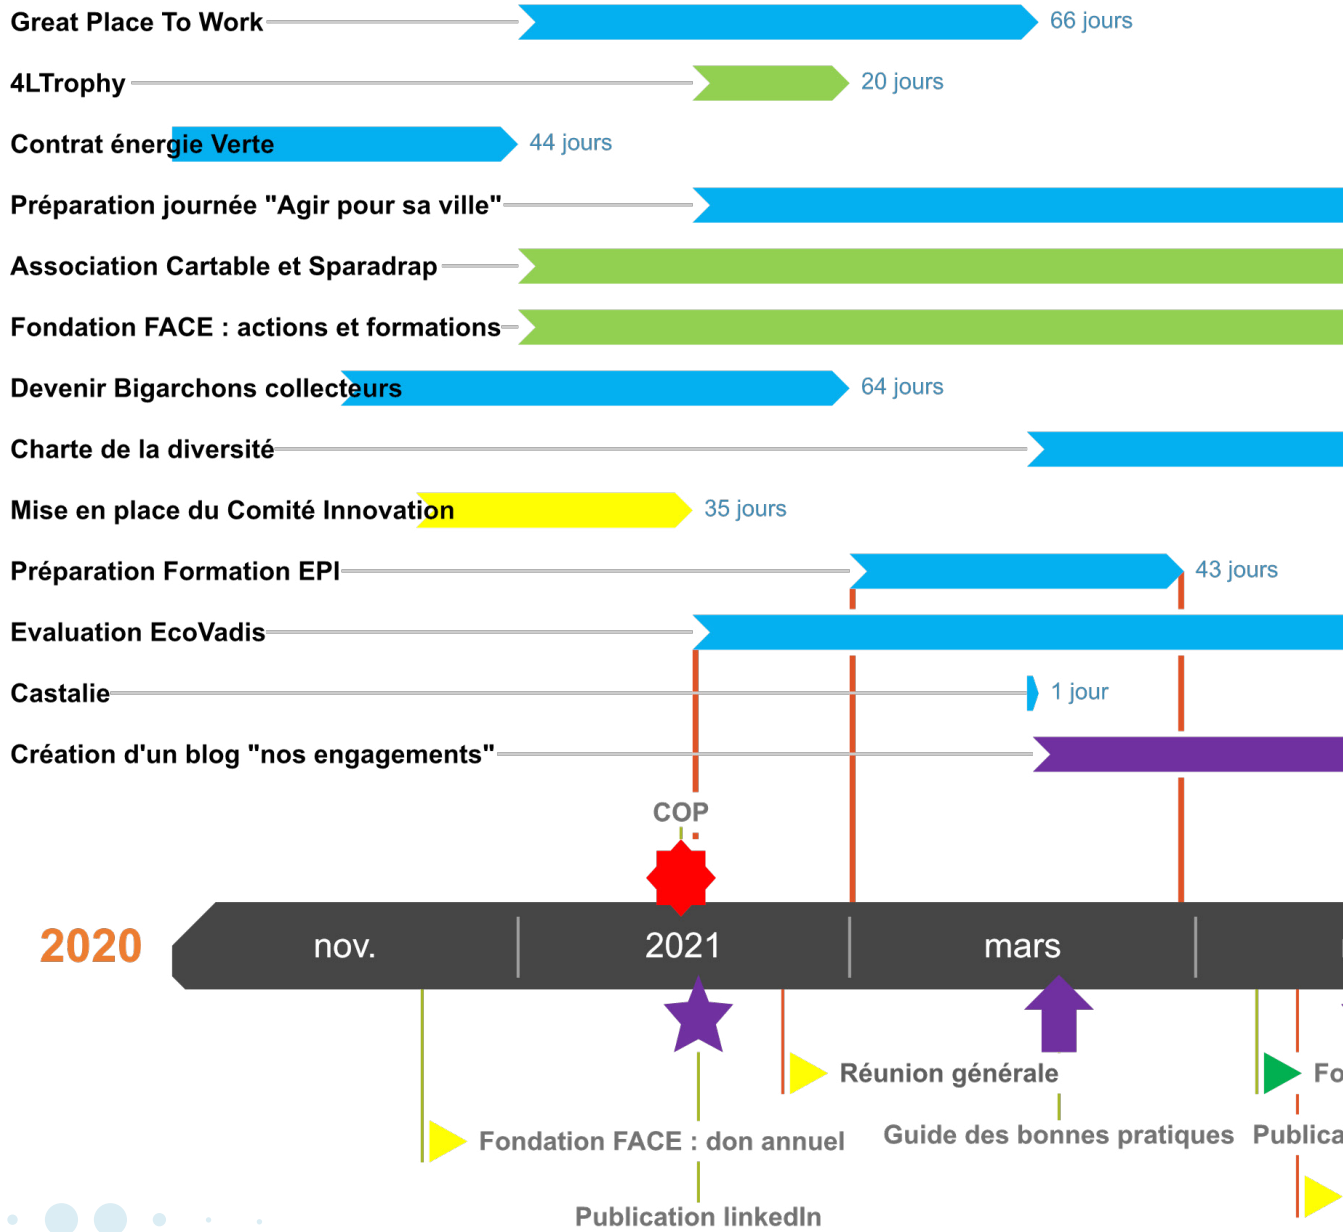 Great Place To Work 66 jours
4LTrophy 20 jours
Contrat énergie Verte 44 jours
Préparation journée "Agir pour sa ville"
Association Cartable et Sparadrap
Fondation FACE : actions et formations
Devenir Bigarchons collecteurs 64 jours
Charte de la diversité
Mise en place du Comité Innovation 35 jours
Préparation Formation EPI 43 jours
Evaluation EcoVadis
Castalie 1 jour
Création d'un blog "nos engagements"
COP
2020 nov. 2021 mars
Réunion générale Fo
Fondation FACE : don annuel Guide des bonnes pratiques Publica
Publication linkedIn